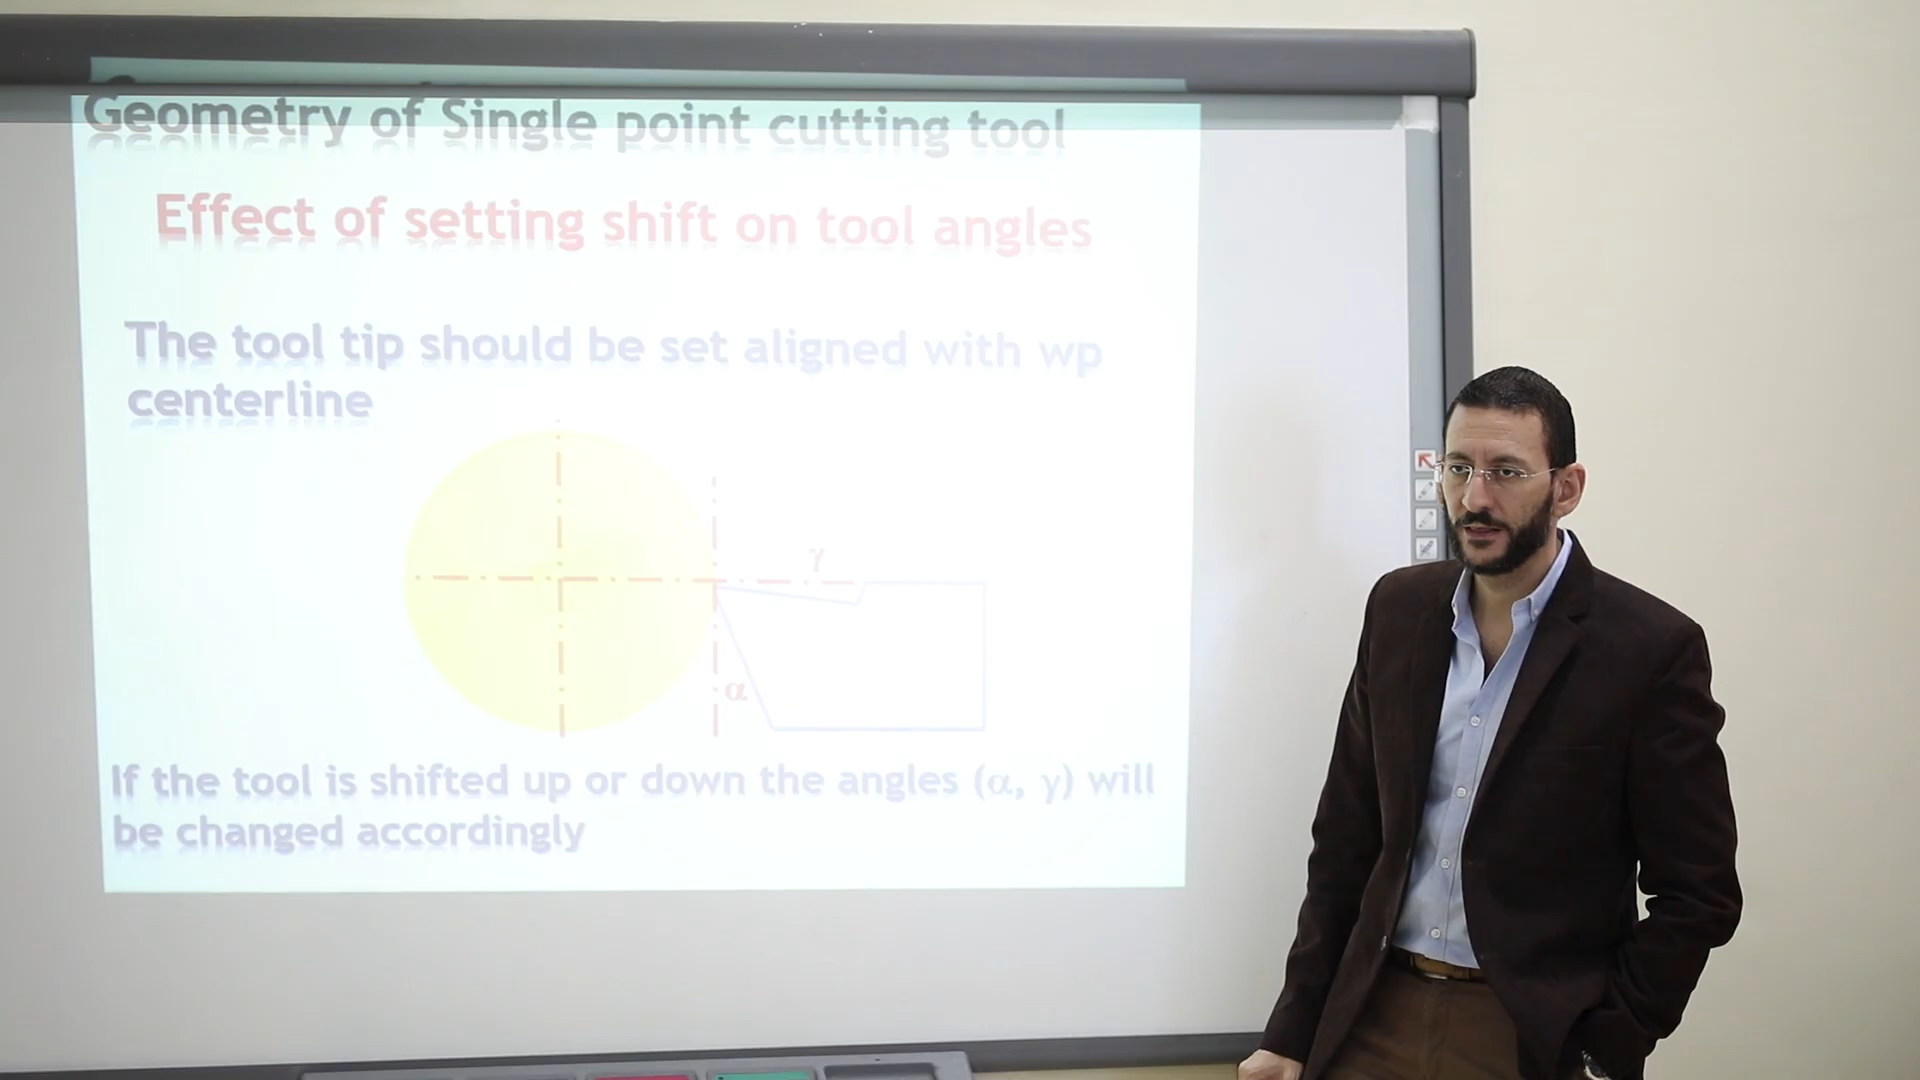 Geometry of Single point cutting tool
Effect of setting shift on tool angles
The tool tip should be set aligned with wp
centerline
γ
α
If the tool is shifted up or down the angles (α, γ) will
be changed accordingly